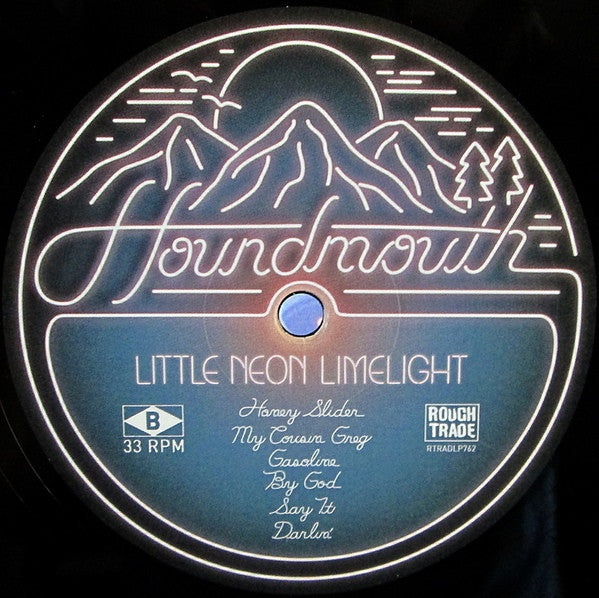 Houndmouth
LITTLE NEON LIMELIGHT
B
33 RPM
Honey Slider
My Cousin Greg
Gasoline
By God
Say It
Darlin'
ROUGH
TRADE
RTRADLP762